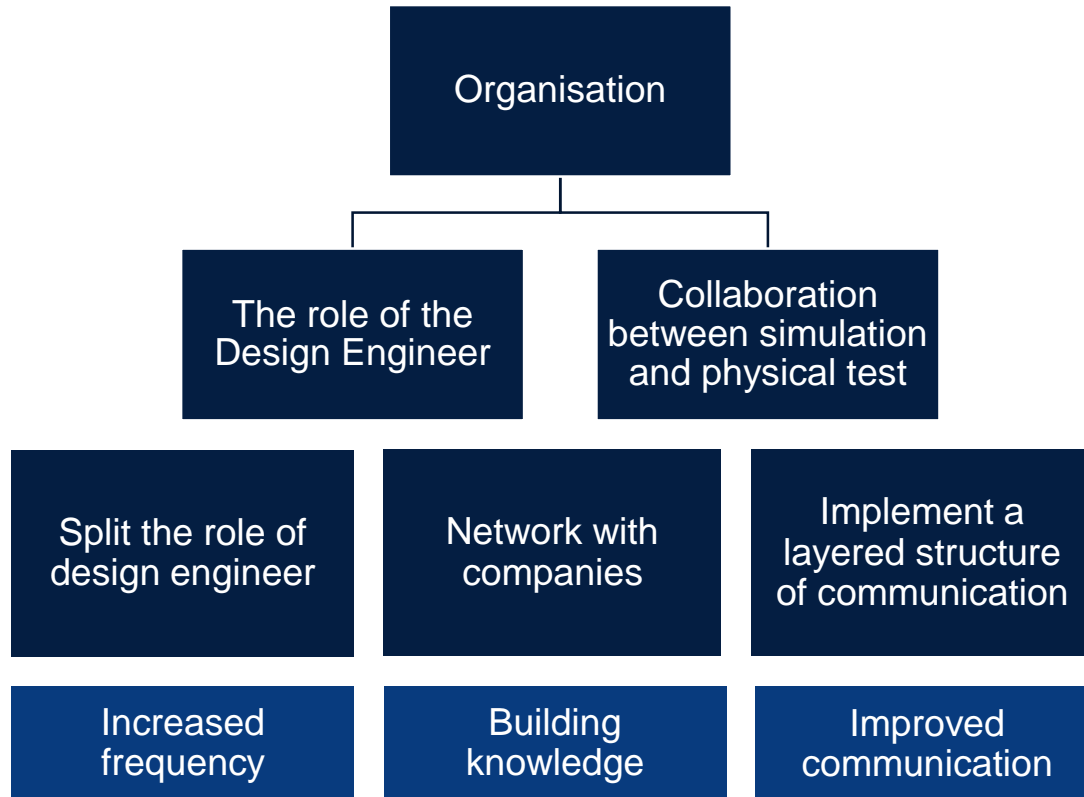 Organisation
The role of the
Design Engineer
Collaboration
between simulation
and physical test
Split the role of
design engineer
Network with
companies
Implement a
layered structure
of communication
Increased
frequency
Building
knowledge
Improved
communication